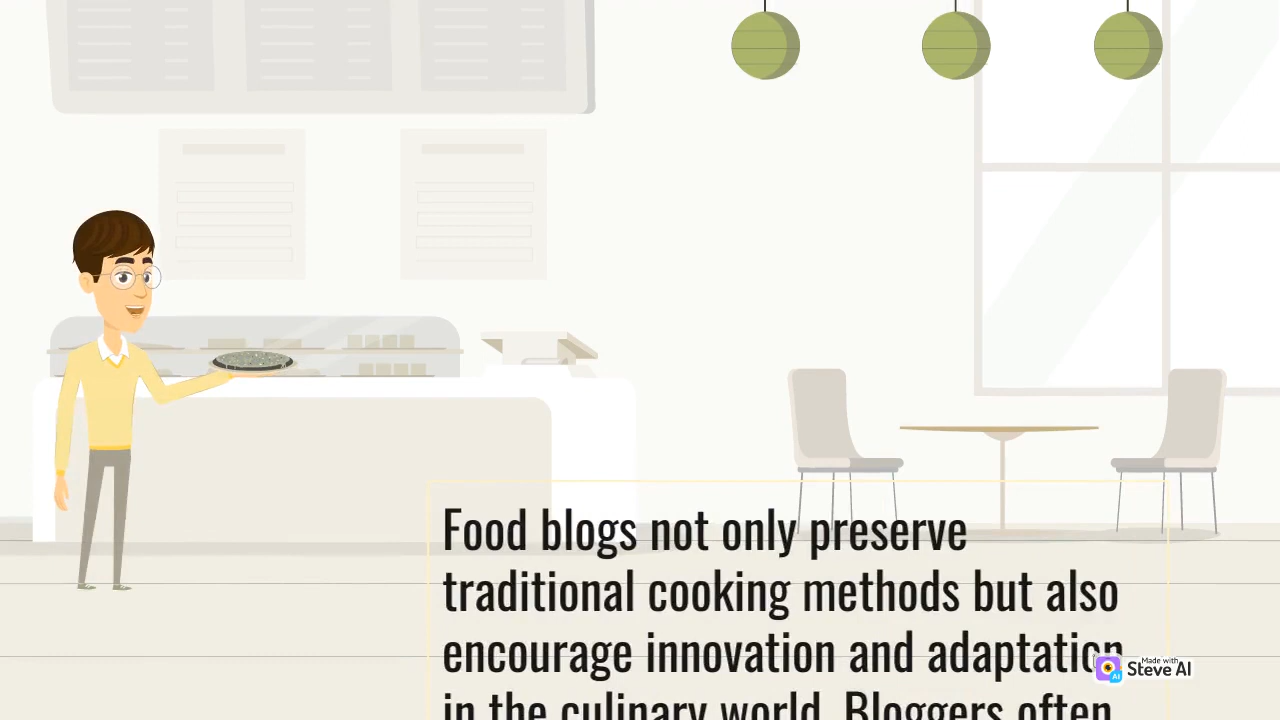 Food blogs not only preserve
traditional cooking methods but also
encourage innovation and adaptation
in the culinary world. Bloggers often
Made with
Steve AI
AI